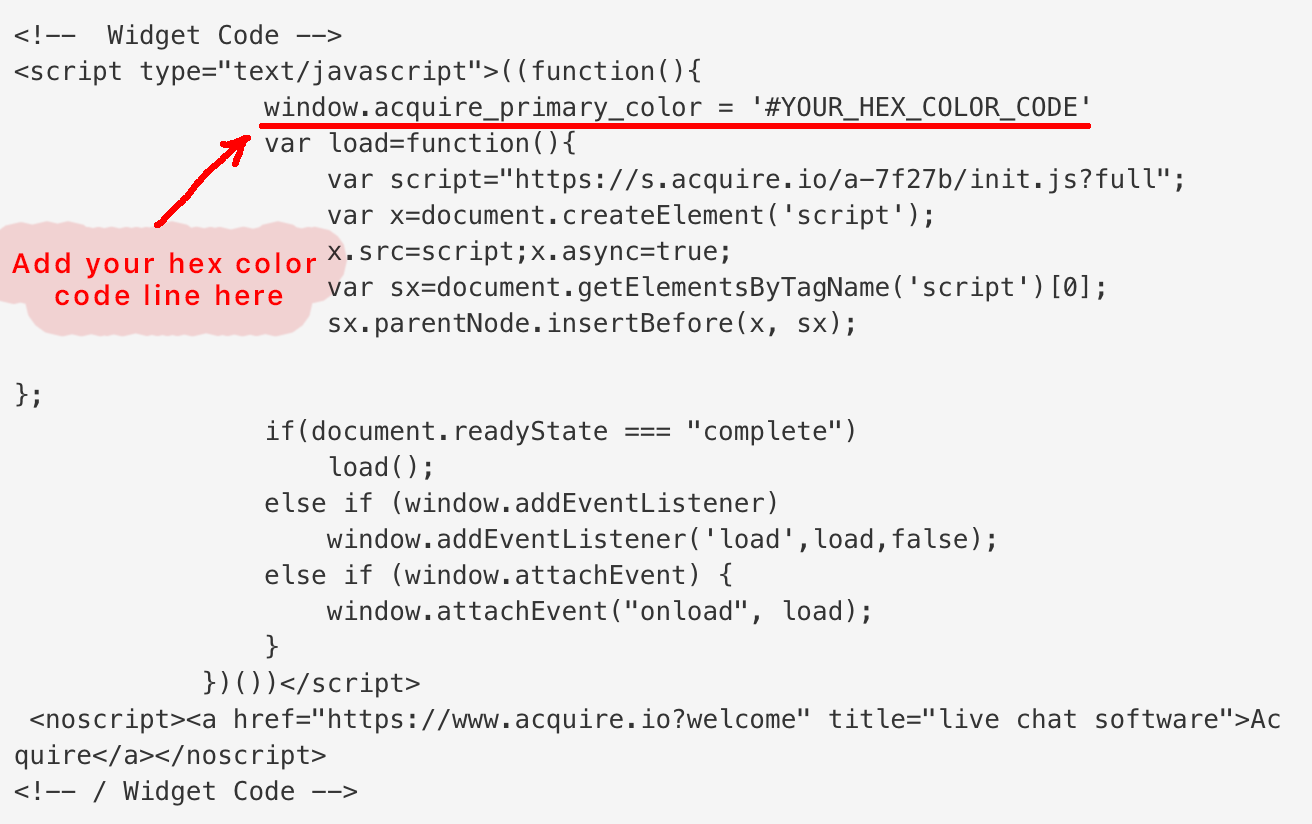 <!--  Widget Code -->
<script type="text/javascript">((function(){
window.acquire_primary_color = '#YOUR_HEX_COLOR_CODE'
var load=function(){
var script="https://s.acquire.io/a-7f27b/init.js?full";
var x=document.createElement('script');
x.src=script;x.async=true;
Add your hex color
code line here
var sx=document.getElementsByTagName('script')[0];
sx.parentNode.insertBefore(x, sx);
};
if(document.readyState === "complete")
load();
else if (window.addEventListener)
window.addEventListener('load',load,false);
else if (window.attachEvent) {
window.attachEvent("onload", load);
}
})())</script>
<noscript><a href="https://www.acquire.io?welcome" title="live chat software">Ac
quire</a></noscript>
<!-- / Widget Code -->